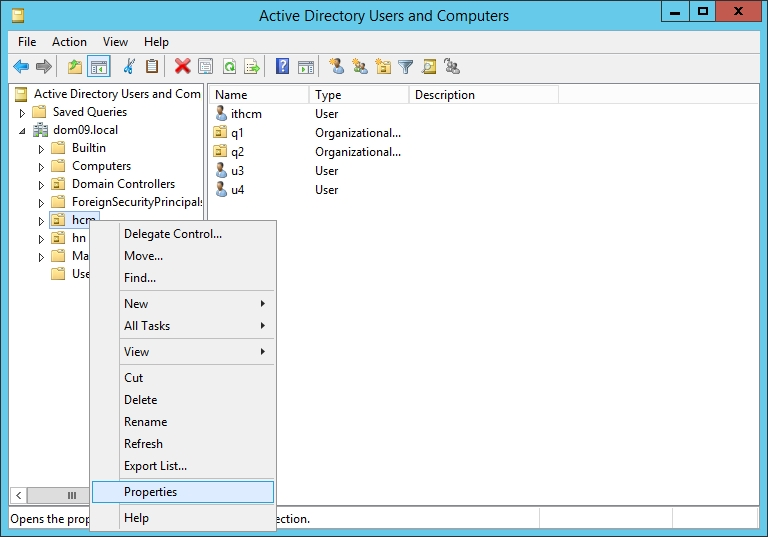 Active Directory Users and Computers
File Action View Help
Active Directory Users and Com
Saved Queries
dom09.local
Builtin
Computers
Domain Controllers
ForeignSecurityPrincipals
hcm
hn
Ma
Use
Name Type Description
ithcm User
q1 Organizational...
q2 Organizational...
u3 User
u4 User
Delegate Control...
Move...
Find...
New
All Tasks
View
Cut
Delete
Rename
Refresh
Export List...
Properties
Help
Opens the prop
ction.